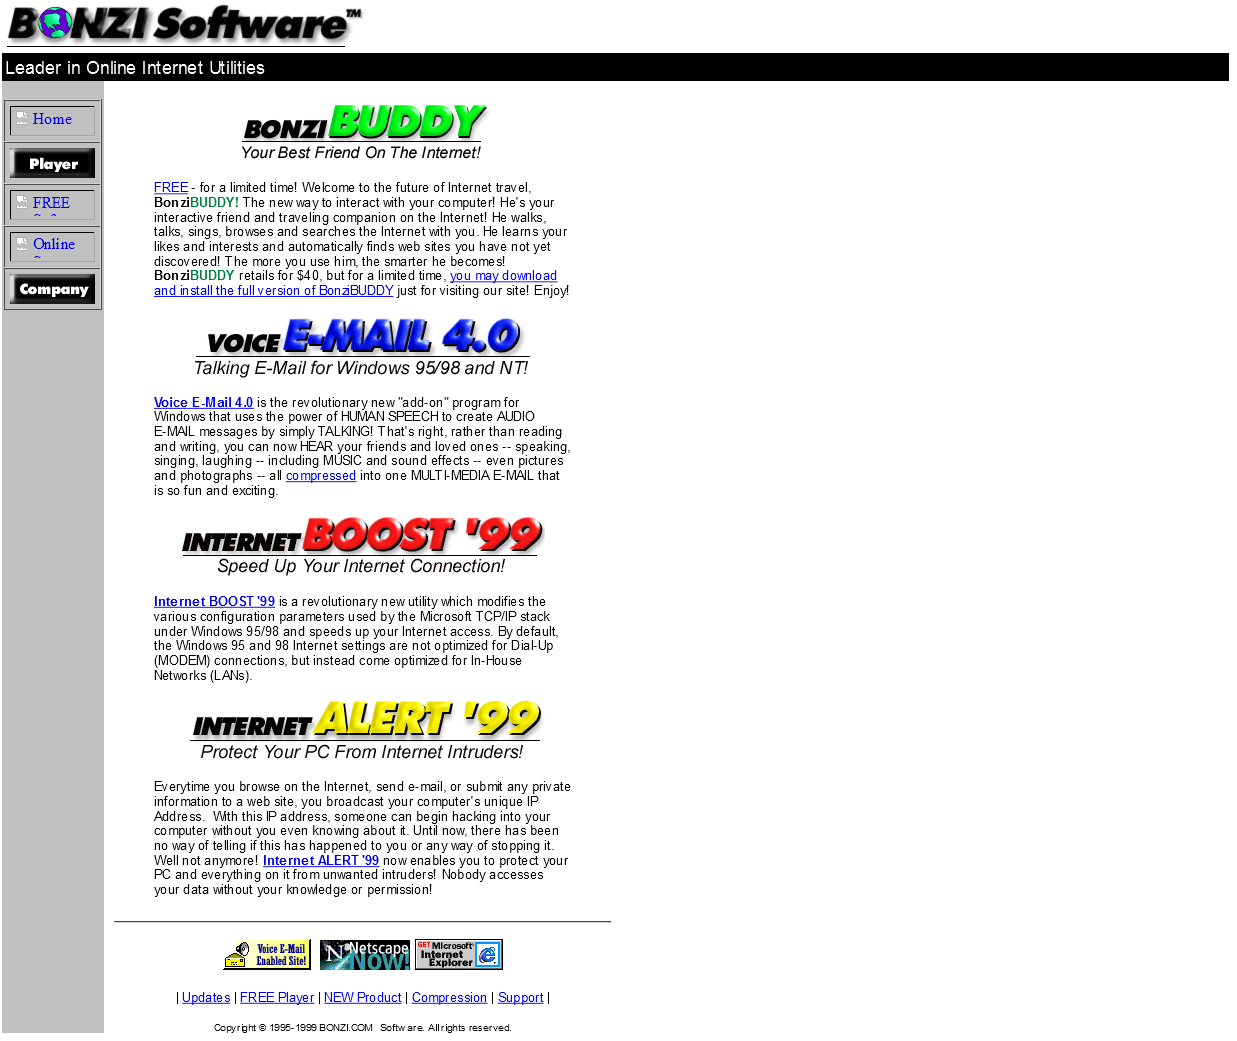 BONZI Software™
Leader in Online Internet Utilities
Home
Player
FREE
Online
Company
BONZI BUDDY
Your Best Friend On The Internet!
FREE - for a limited time! Welcome to the future of Internet travel,
BonziBUDDY! The new way to interact with your computer! He's your
interactive friend and traveling companion on the Internet! He walks,
talks, sings, browses and searches the Internet with you. He learns your
likes and interests and automatically finds web sites you have not yet
discovered! The more you use him, the smarter he becomes!
BonziBUDDY retails for $40, but for a limited time, you may download
and install the full version of BonziBUDDY just for visiting our site! Enjoy!
VOICE E-MAIL 4.0
Talking E-Mail for Windows 95/98 and NT!
Voice E-Mail 4.0 is the revolutionary new "add-on" program for
Windows that uses the power of HUMAN SPEECH to create AUDIO
E-MAIL messages by simply TALKING! That's right, rather than reading
and writing, you can now HEAR your friends and loved ones -- speaking,
singing, laughing -- including MUSIC and sound effects -- even pictures
and photographs -- all compressed into one MULTI-MEDIA E-MAIL that
is so fun and exciting.
INTERNET BOOST '99
Speed Up Your Internet Connection!
Internet BOOST '99 is a revolutionary new utility which modifies the
various configuration parameters used by the Microsoft TCP/IP stack
under Windows 95/98 and speeds up your Internet access. By default,
the Windows 95 and 98 Internet settings are not optimized for Dial-Up
(MODEM) connections, but instead come optimized for In-House
Networks (LANs).
INTERNET ALERT '99
Protect Your PC From Internet Intruders!
Everytime you browse on the Internet, send e-mail, or submit any private
information to a web site, you broadcast your computer's unique IP
Address.  With this IP address, someone can begin hacking into your
computer without you even knowing about it. Until now, there has been
no way of telling if this has happened to you or any way of stopping it.
Well not anymore! Internet ALERT '99 now enables you to protect your
PC and everything on it from unwanted intruders! Nobody accesses
your data without your knowledge or permission!
Voice E-Mail
Enabled Site!
Netscape
NOW!
GET Microsoft
Internet
Explorer
| Updates | FREE Player | NEW Product | Compression | Support |
Copyright © 1995-1999 BONZI.COM  Software. All rights reserved.